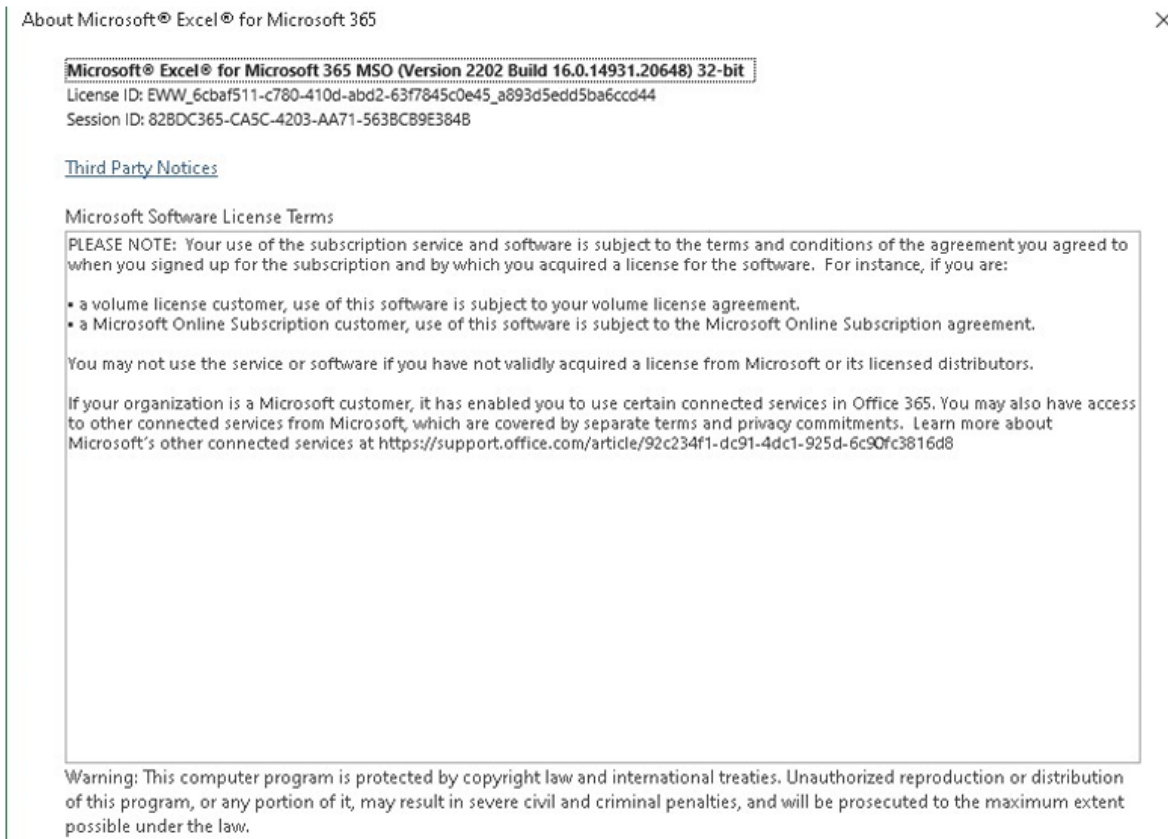 About Microsoft® Excel® for Microsoft 365
Microsoft® Excel® for Microsoft 365 MSO (Version 2202 Build 16.0.14931.20648) 32-bit
License ID: EWW_6cbaf511-c780-410d-abd2-63f7845c0e45_a893d5edd5ba6ccd44
Session ID: 82BDC365-CA5C-4203-AA71-563BCB9E384B
Third Party Notices
Microsoft Software License Terms
PLEASE NOTE:  Your use of the subscription service and software is subject to the terms and conditions of the agreement you agreed to
when you signed up for the subscription and by which you acquired a license for the software.  For instance, if you are:
• a volume license customer, use of this software is subject to your volume license agreement.
• a Microsoft Online Subscription customer, use of this software is subject to the Microsoft Online Subscription agreement.
You may not use the service or software if you have not validly acquired a license from Microsoft or its licensed distributors.
If your organization is a Microsoft customer, it has enabled you to use certain connected services in Office 365. You may also have access
to other connected services from Microsoft, which are covered by separate terms and privacy commitments.  Learn more about
Microsoft's other connected services at https://support.office.com/article/92c234f1-dc91-4dc1-925d-6c90fc3816d8
Warning: This computer program is protected by copyright law and international treaties. Unauthorized reproduction or distribution
of this program, or any portion of it, may result in severe civil and criminal penalties, and will be prosecuted to the maximum extent
possible under the law.